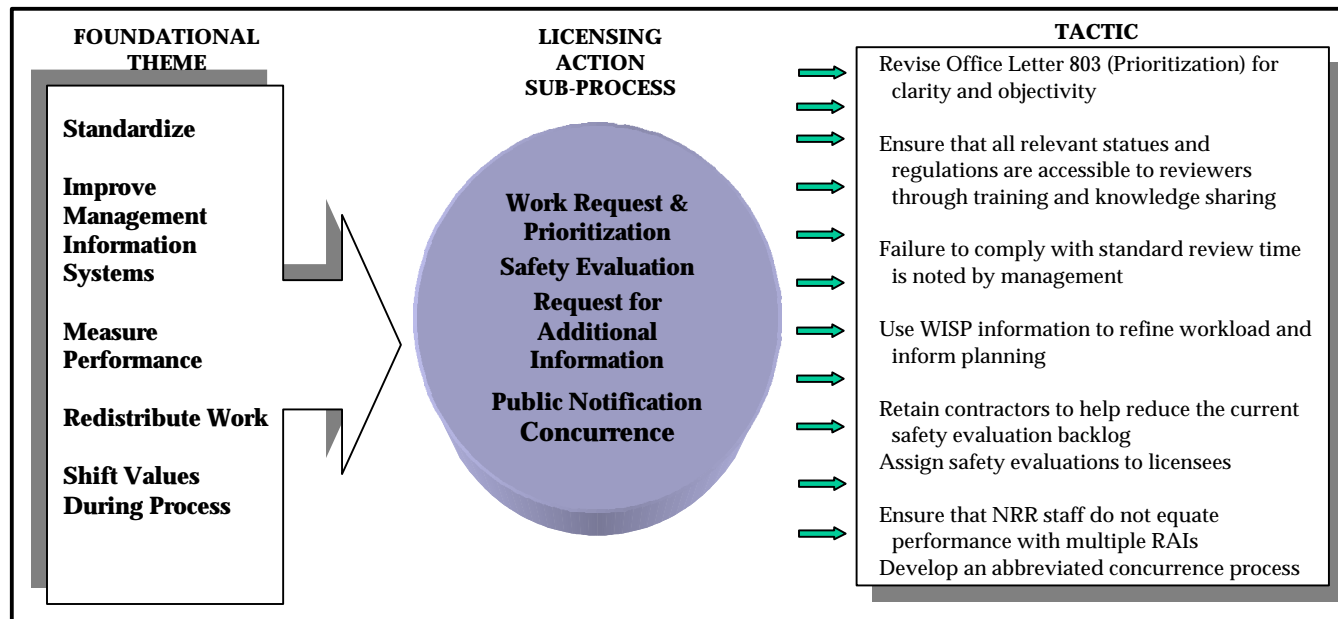 FOUNDATIONAL
THEME
Standardize
Improve
Management
Information
Systems
Measure
Performance
Redistribute Work
Shift Values
During Process
LICENSING
ACTION
SUB-PROCESS
Work Request &
Prioritization
Safety Evaluation
Request for
Additional
Information
Public Notification
Concurrence
TACTIC
Revise Office Letter 803 (Prioritization) for
clarity and objectivity
Ensure that all relevant statues and
regulations are accessible to reviewers
through training and knowledge sharing
Failure to comply with standard review time
is noted by management
Use WISP information to refine workload and
inform planning
Retain contractors to help reduce the current
safety evaluation backlog
Assign safety evaluations to licensees
Ensure that NRR staff do not equate
performance with multiple RAIs
Develop an abbreviated concurrence process